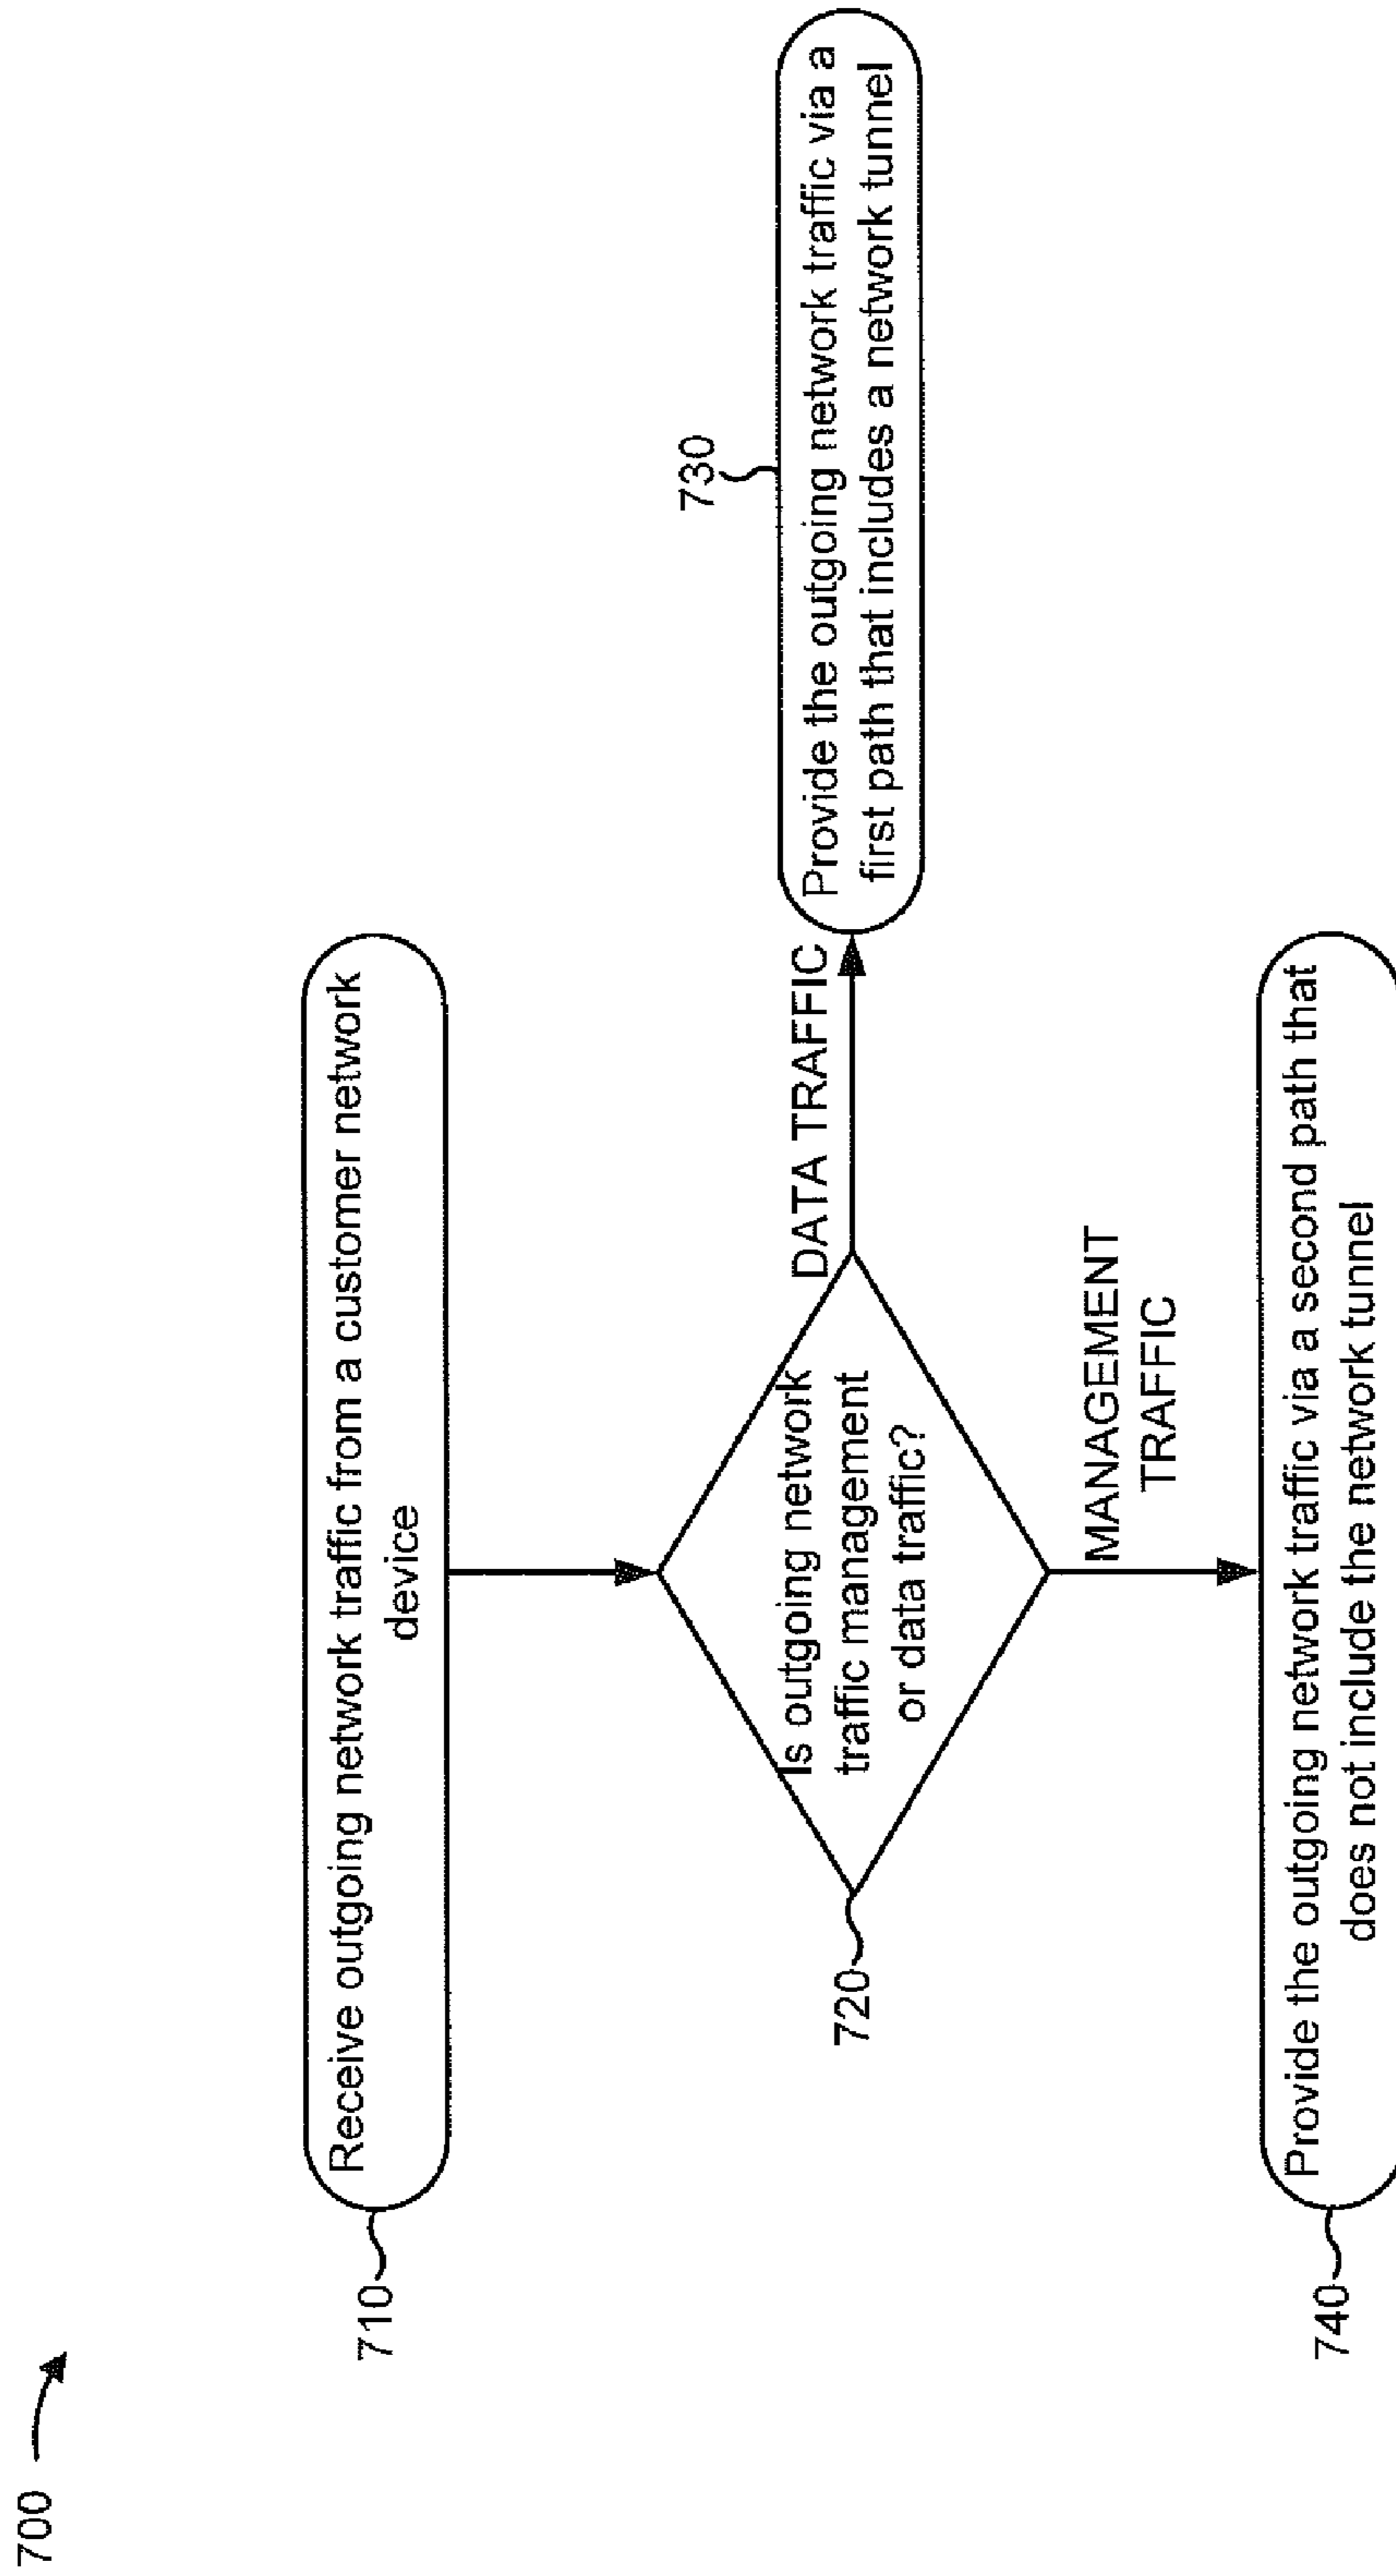 700
710
Receive outgoing network traffic from a customer network
device
720
Is outgoing network
traffic management
or data traffic?
DATA TRAFFIC
730
Provide the outgoing network traffic via a
first path that includes a network tunnel
MANAGEMENT
TRAFFIC
740
Provide the outgoing network traffic via a second path that
does not include the network tunnel